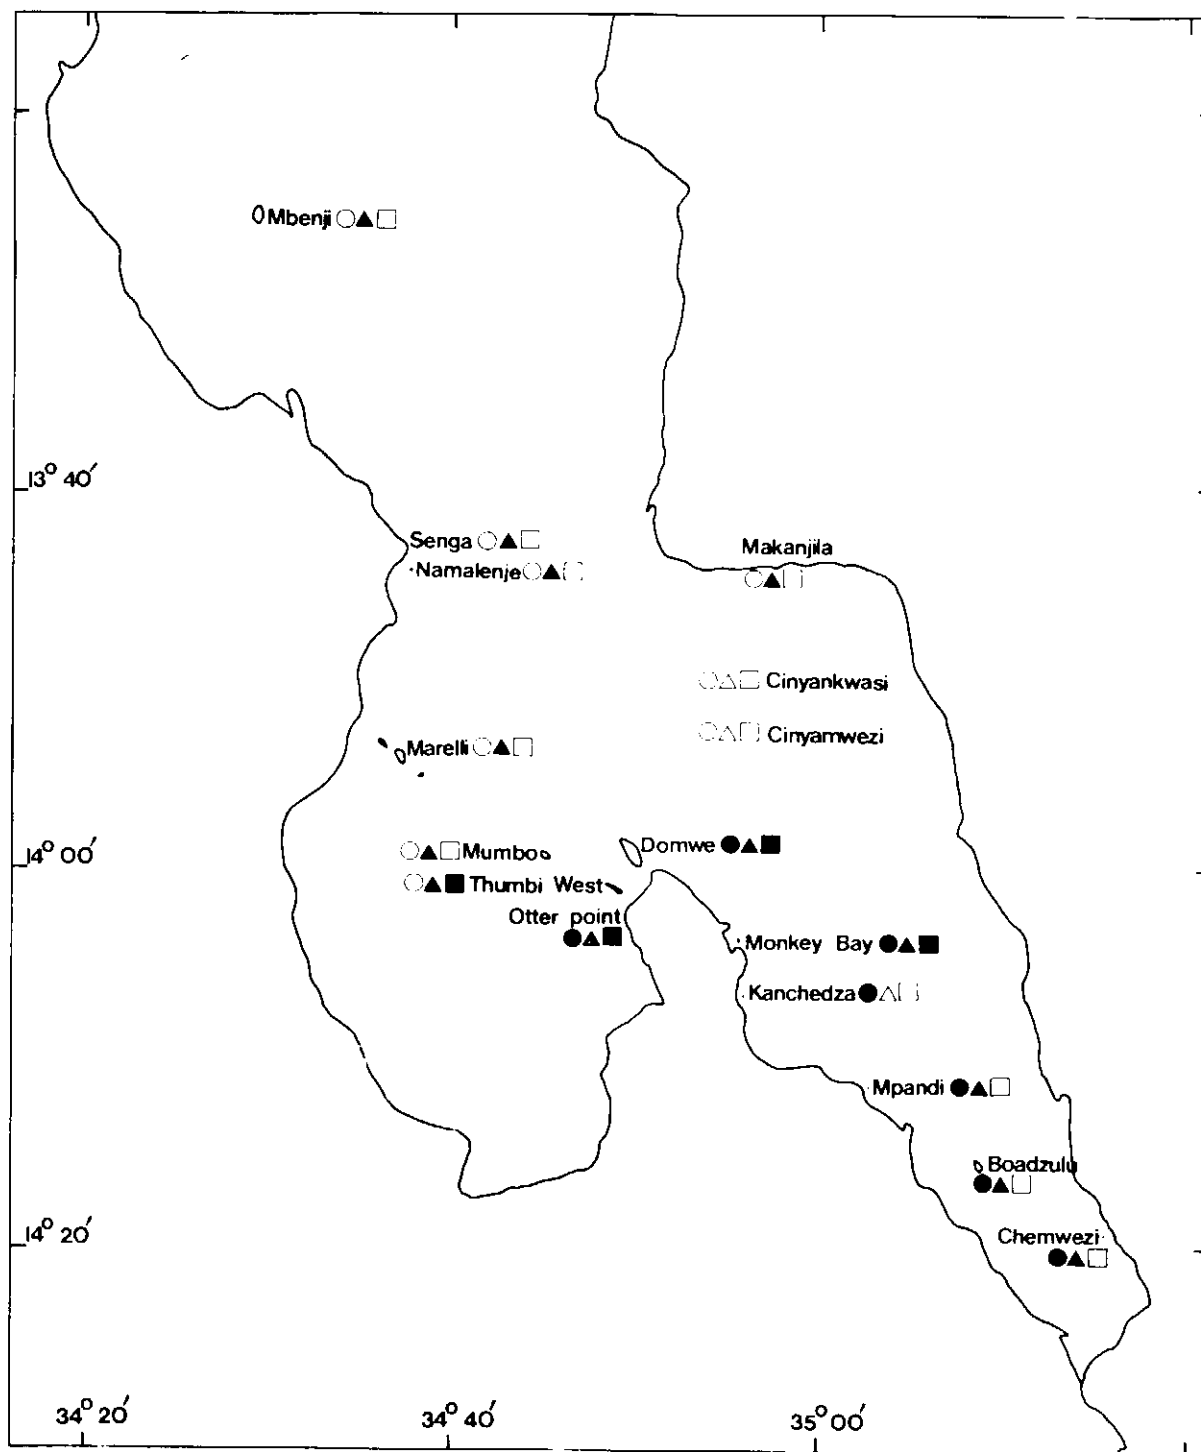 Mbenji
13° 40′
Senga
Namalenje
Makanjila
Cinyankwasi
Cinyamwezi
Marelli
14° 00′
Mumbo
Domwe
Thumbi West
Otter point
Monkey Bay
Kanchedza
Mpandi
Boadzulu
14° 20′
Chemwezi
34° 20′
34° 40′
35° 00′